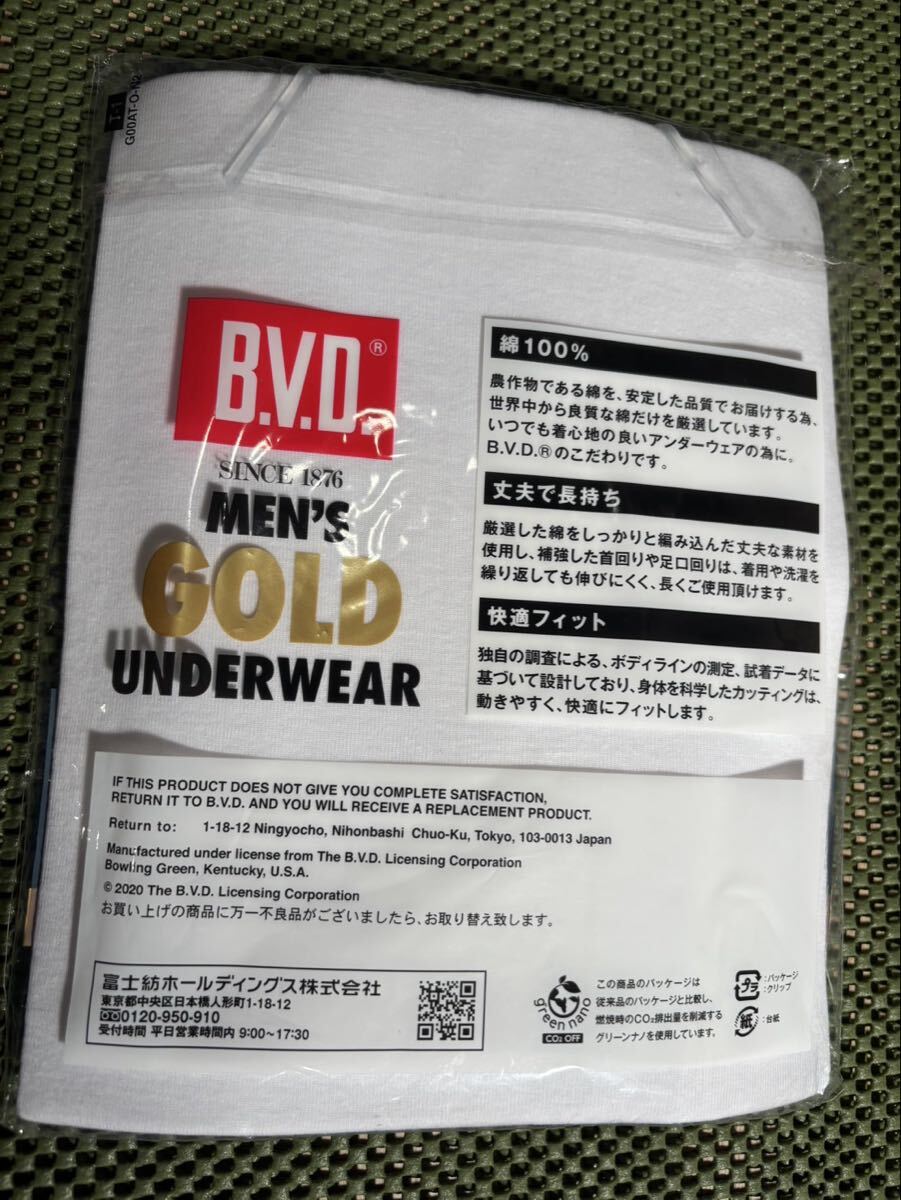 T-1
G00AT-O-N2
B.V.D.®
SINCE 1876
MEN'S
GOLD
UNDERWEAR
綿100%
農作物である綿を、安定した品質でお届けする為、
世界中から良質な綿だけを厳選しています。
いつでも着心地の良いアンダーウェアの為に。
B.V.D.®のこだわりです。
丈夫で長持ち
厳選した綿をしっかりと編み込んだ丈夫な素材を
使用し、補強した首回りや足口回りは、着用や洗濯を
繰り返しても伸びにくく、長くご使用頂けます。
快適フィット
独自の調査による、ボディラインの測定、試着データに
基づいて設計しており、身体を科学したカッティングは、
動きやすく、快適にフィットします。
IF THIS PRODUCT DOES NOT GIVE YOU COMPLETE SATISFACTION,
RETURN IT TO B.V.D. AND YOU WILL RECEIVE A REPLACEMENT PRODUCT.
Return to: 1-18-12 Ningyocho, Nihonbashi Chuo-Ku, Tokyo, 103-0013 Japan
Manufactured under license from The B.V.D. Licensing Corporation
Bowling Green, Kentucky, U.S.A.
© 2020 The B.V.D. Licensing Corporation
お買い上げの商品に万一不良品がございましたら、お取り替え致します。
富士紡ホールディングス株式会社
東京都中央区日本橋人形町1-18-12
0120-950-910
受付時間 平日営業時間内 9:00~17:30
green nano
CO₂ OFF
この商品のパッケージは
従来品のパッケージと比較し、
燃焼時のCO₂排出量を削減する
グリーンナノを使用しています。
プラ
:パッケージ
:クリップ
紙
:台紙